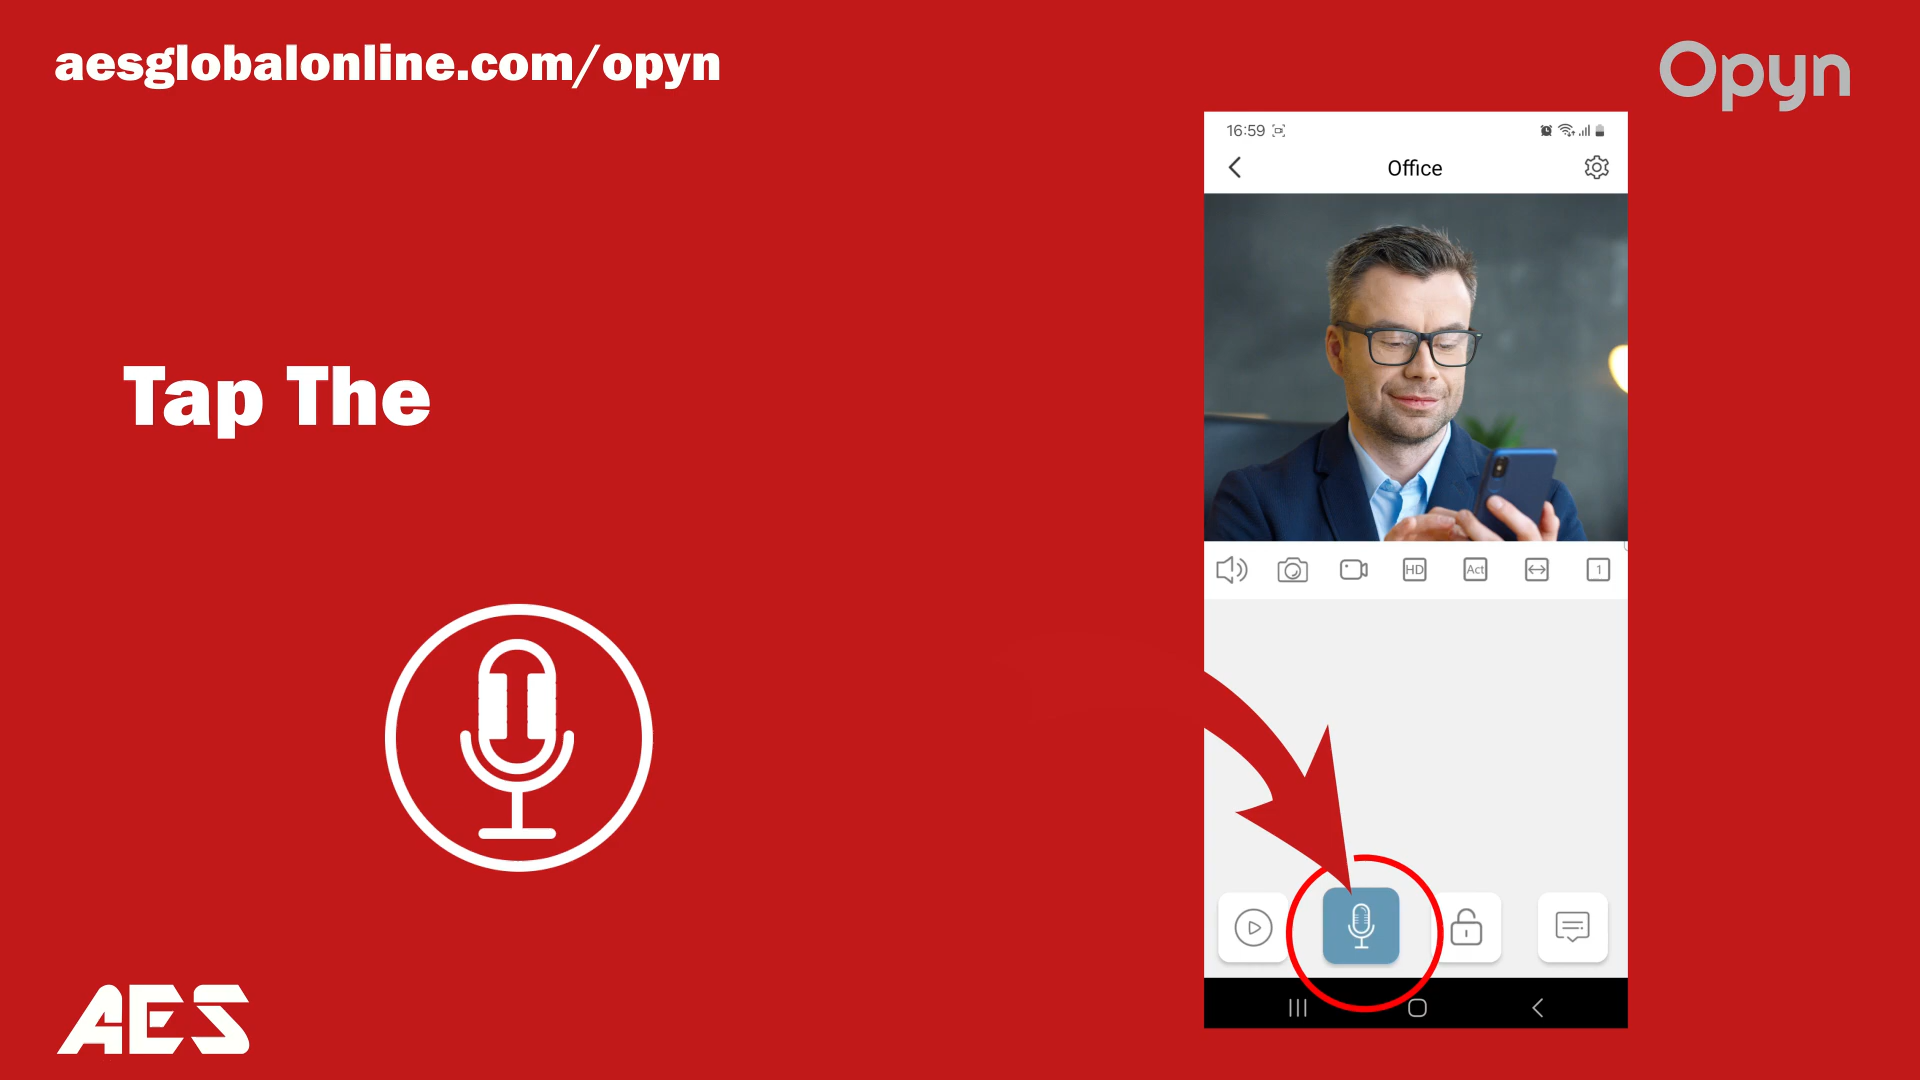 aesglobalonline.com/opyn
Opyn
16:59
Office
Tap The
HD
Act
1
AES